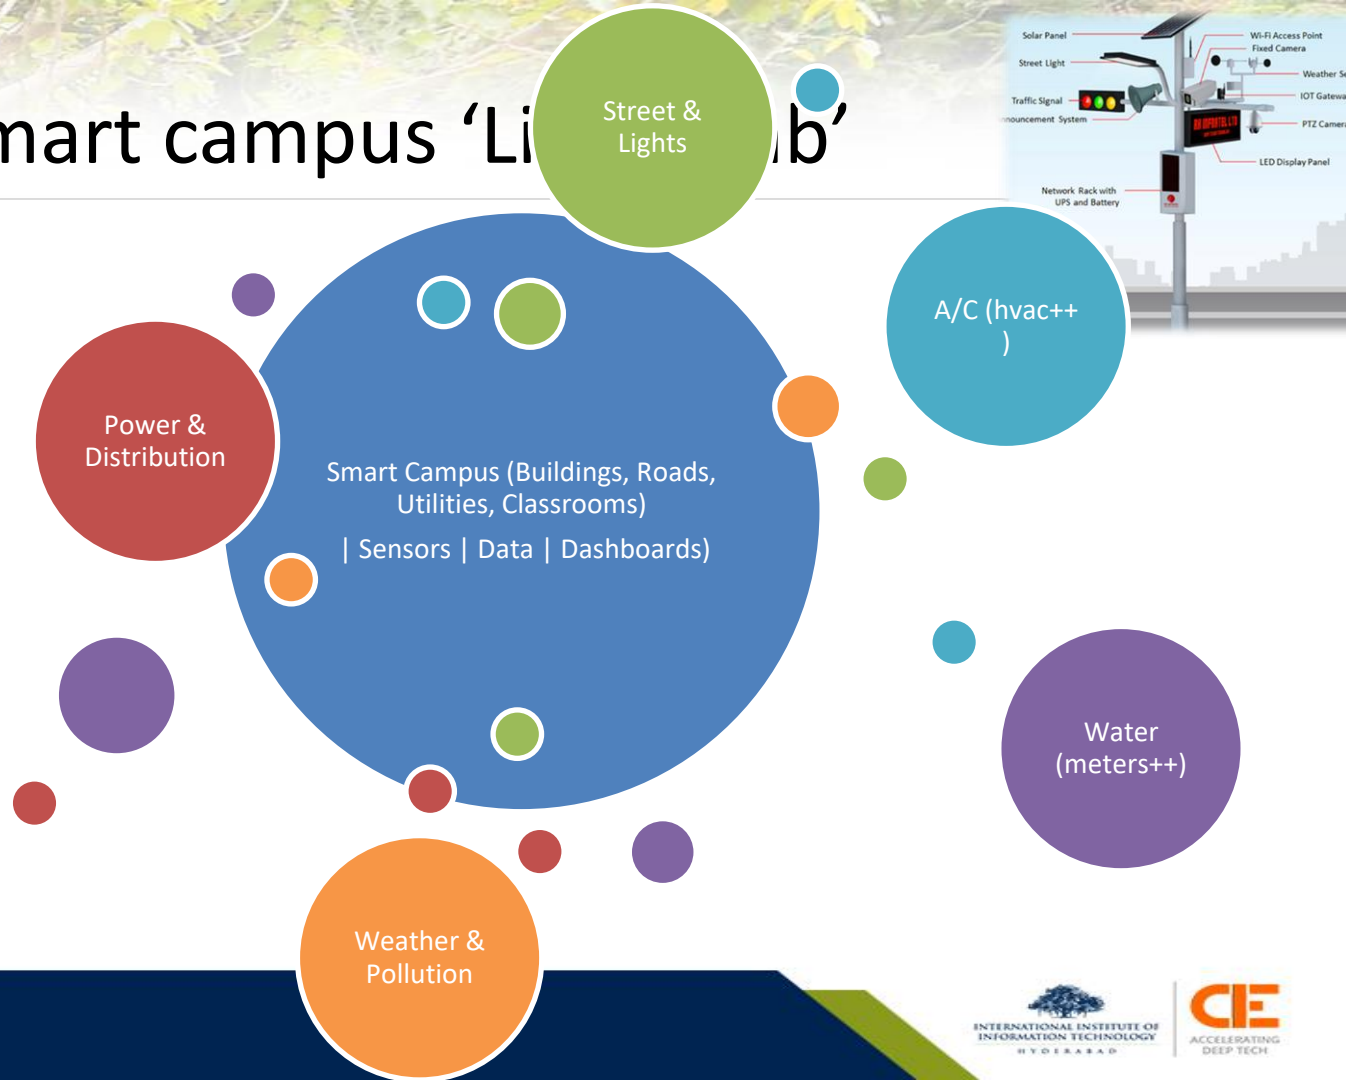 mart campus ‘Li
b’
Street &
Lights
Solar Panel
Street Light
Traffic Signal
nouncement System
Network Rack with
UPS and Battery
Wi-Fi Access Point
Fixed Camera
Weather Se
IOT Gatewa
PTZ Camera
LED Display Panel
A/C (hvac++
)
Power &
Distribution
Smart Campus (Buildings, Roads,
Utilities, Classrooms)
| Sensors | Data | Dashboards)
Water
(meters++)
Weather &
Pollution
INTERNATIONAL INSTITUTE OF
INFORMATION TECHNOLOGY
HYDERABAD
CIE
ACCELERATING
DEEP TECH